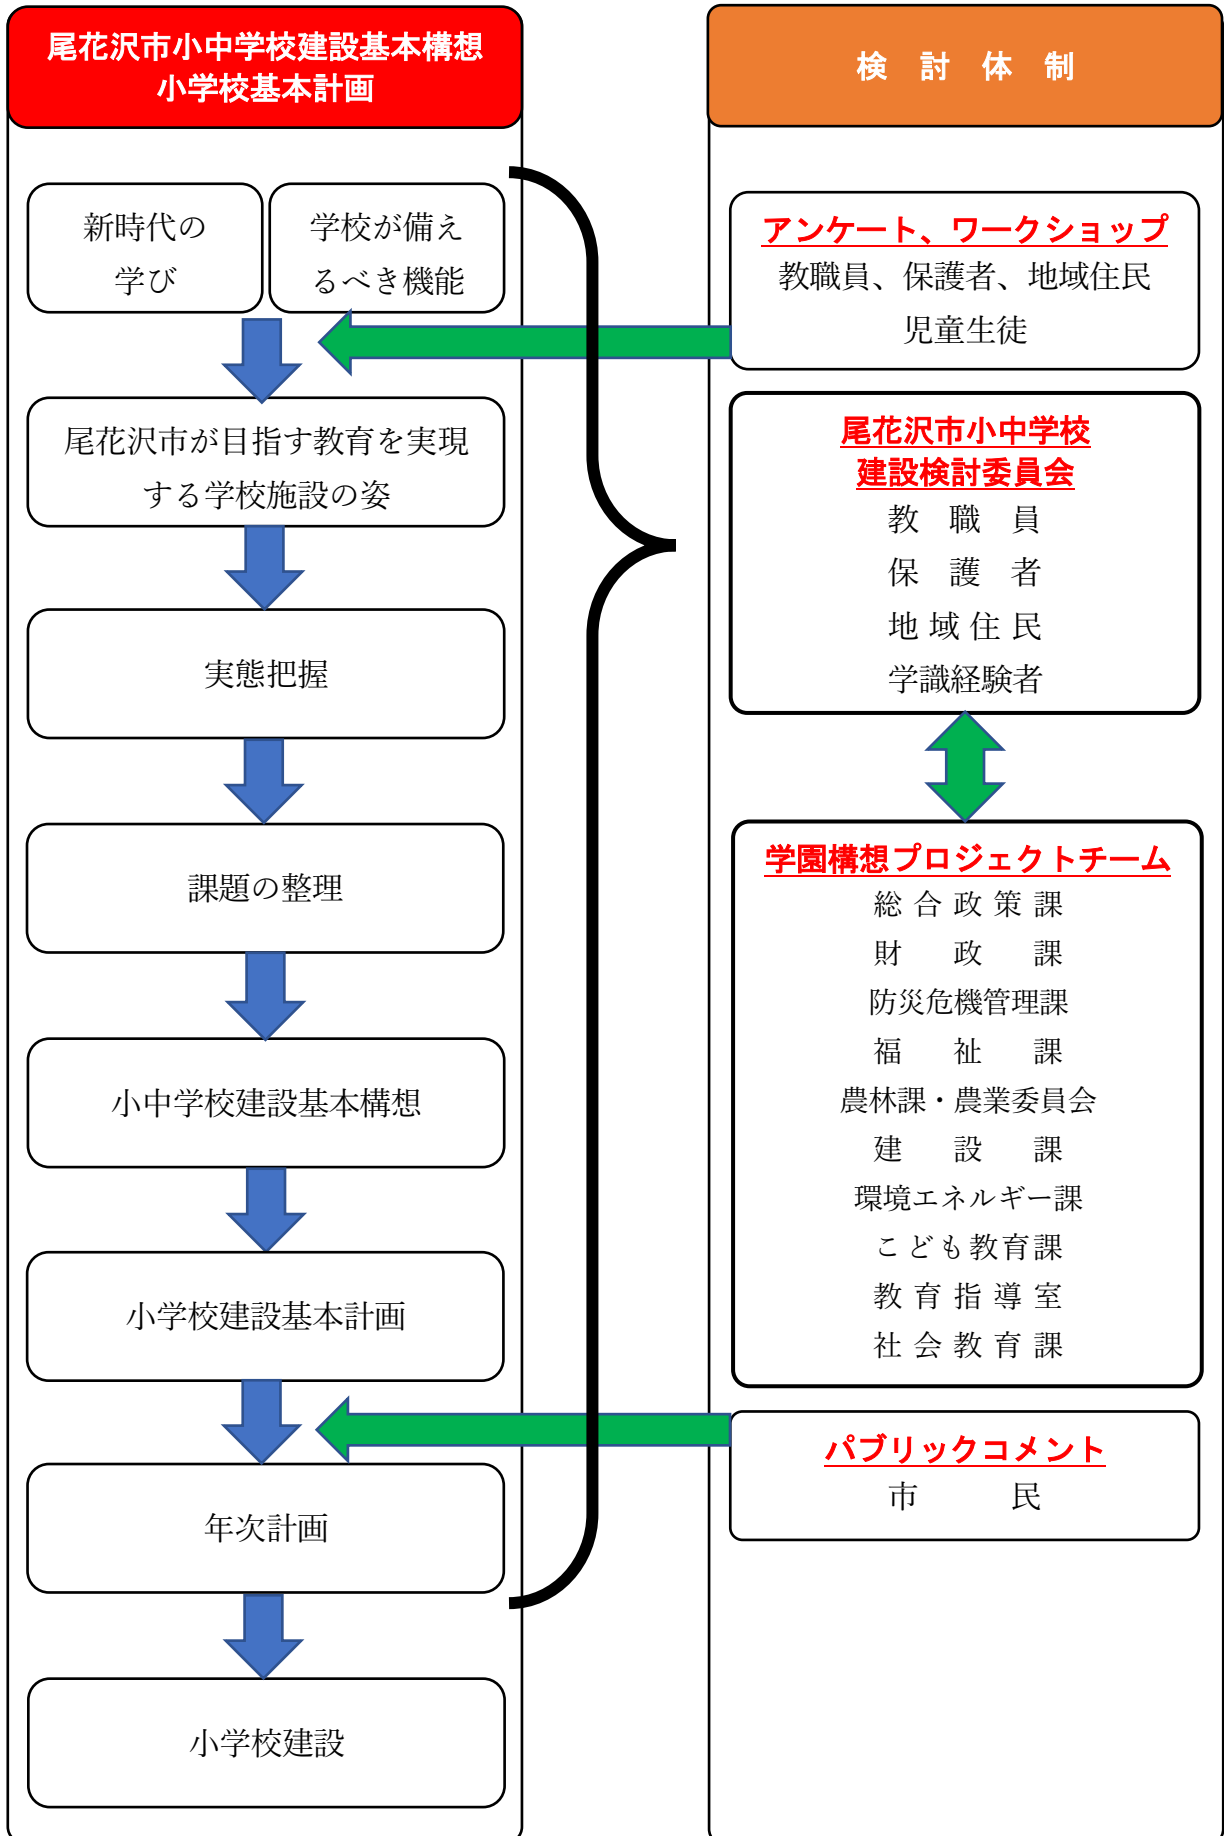 尾花沢市小中学校建設基本構想
小学校基本計画
新時代の
学び
学校が備え
るべき機能
尾花沢市が目指す教育を実現
する学校施設の姿
実態把握
課題の整理
小中学校建設基本構想
小学校建設基本計画
年次計画
小学校建設
検 討 体 制
アンケート、ワークショップ
教職員、保護者、地域住民
児童生徒
尾花沢市小中学校
建設検討委員会
教 職 員
保 護 者
地 域 住 民
学識経験者
学園構想プロジェクトチーム
総 合 政 策 課
財 政 課
防災危機管理課
福 祉 課
農林課・農業委員会
建 設 課
環境エネルギー課
こども教育課
教 育 指 導 室
社 会 教 育 課
パブリックコメント
市 民